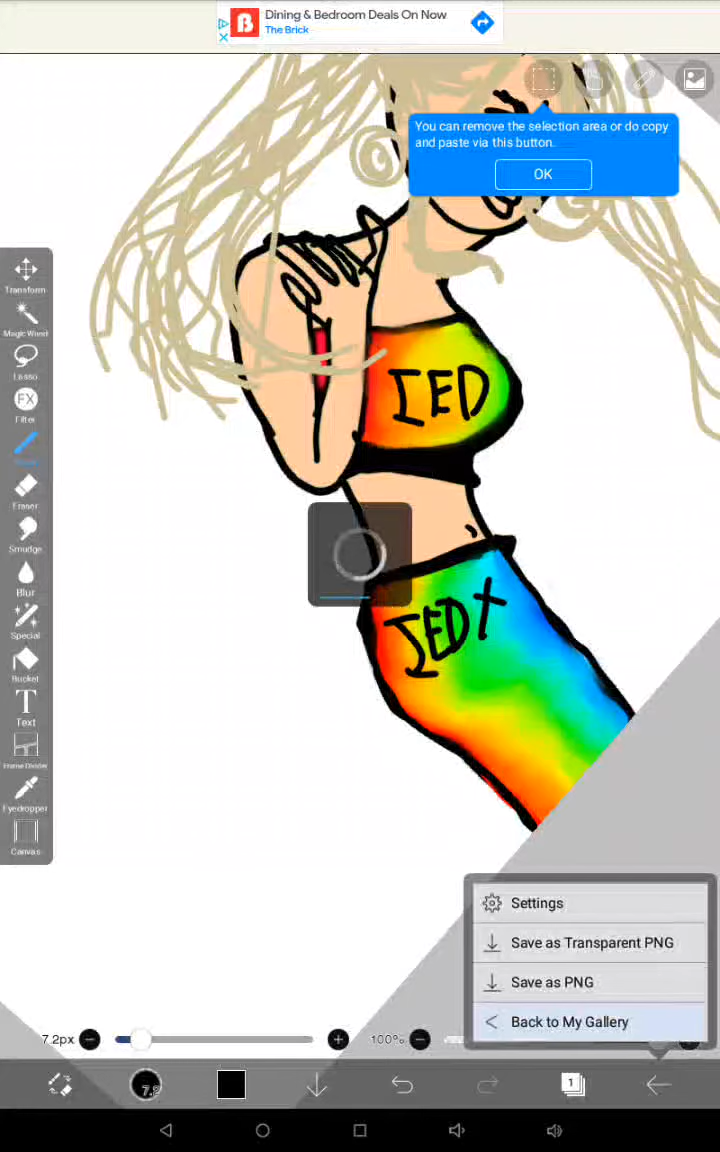 Dining & Bedroom Deals On Now
The Brick
B
You can remove the selection area or do copy
and paste via this button.
OK
Transform
Magic Wand
Lasso
FX
Filter
Eraser
Smudge
Blur
Special
Bucket
T
Text
Frame Divider
Eyedropper
Canvas
IED
IED
Settings
Save as Transparent PNG
Save as PNG
Back to My Gallery
7.2px
100%
1